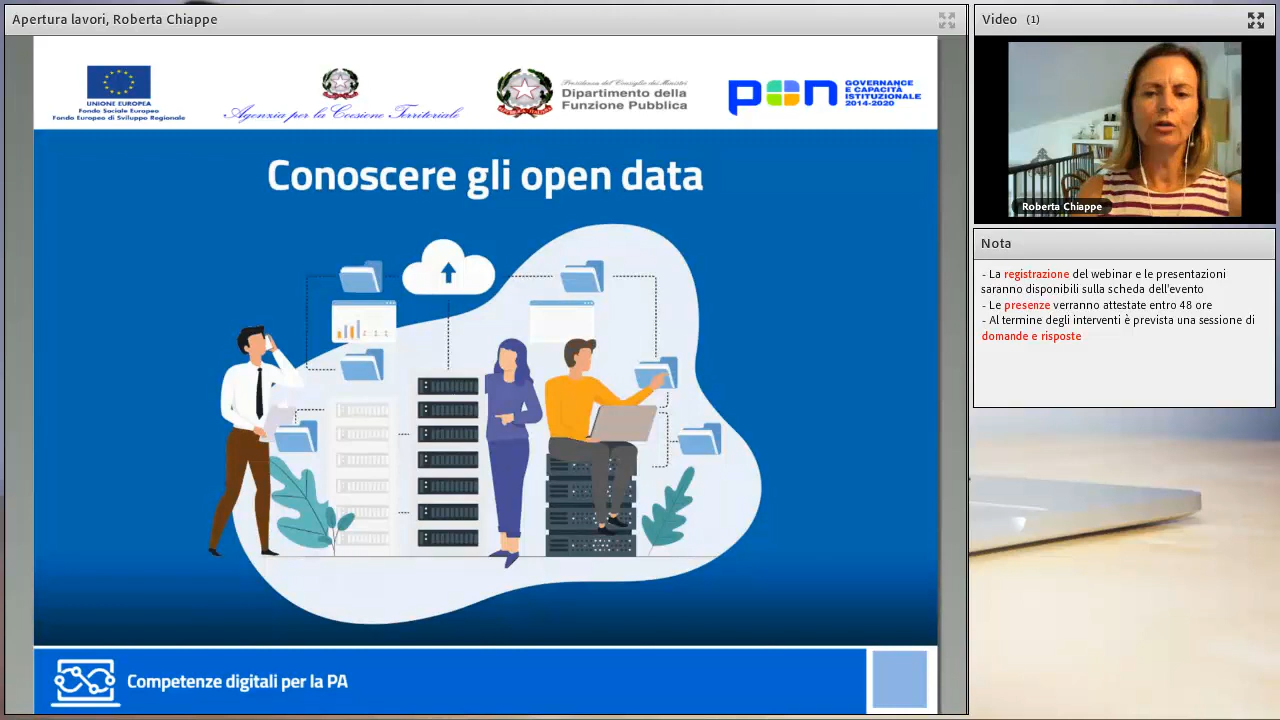 Apertura lavori, Roberta Chiappe
UNIONE EUROPEA
Fondo Sociale Europeo
Fondo Europeo di Sviluppo Regionale
Agenzia per la Coesione Territoriale
Presidenza del Consiglio dei Ministri
Dipartimento della
Funzione Pubblica
pon
GOVERNANCE
E CAPACITÀ
ISTITUZIONALE
2014-2020
Conoscere gli open data
Competenze digitali per la PA
Video (1)
Roberta Chiappe
Nota
- La registrazione del webinar e le presentazioni
saranno disponibili sulla scheda dell'evento
- Le presenze verranno attestate entro 48 ore
- Al termine degli interventi è prevista una sessione di
domande e risposte